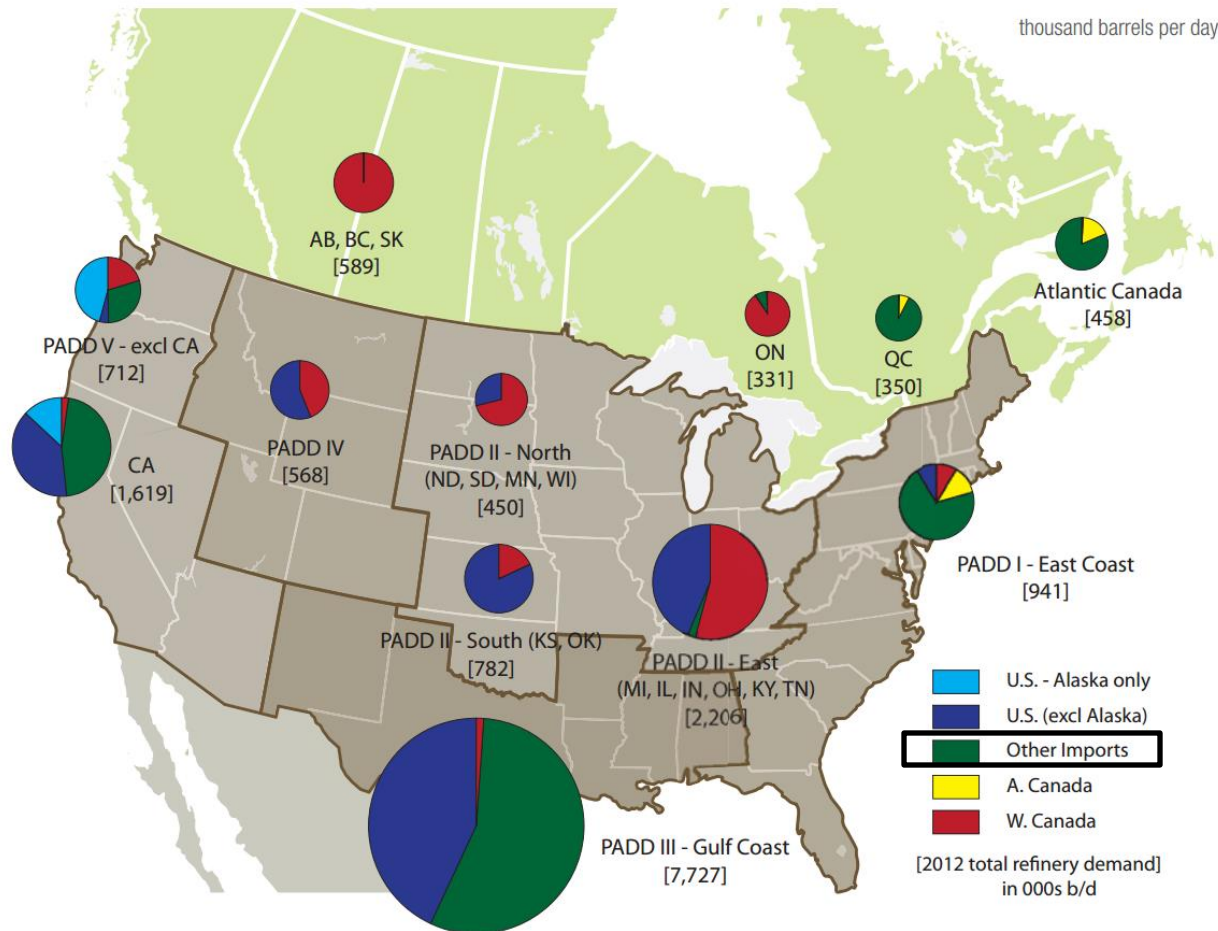 thousand barrels per day
AB, BC, SK
[589]
Atlantic Canada
[458]
ON
[331]
QC
[350]
PADD V - excl CA
[712]
PADD IV
[568]
PADD II - North
(ND, SD, MN, WI)
[450]
CA
[1,619]
PADD I - East Coast
[941]
PADD II - South (KS, OK)
[782]
PADD II - East
(MI, IL, IN, OH, KY, TN)
[2,206]
PADD III - Gulf Coast
[7,727]
U.S. - Alaska only
U.S. (excl Alaska)
Other Imports
A. Canada
W. Canada
[2012 total refinery demand]
in 000s b/d